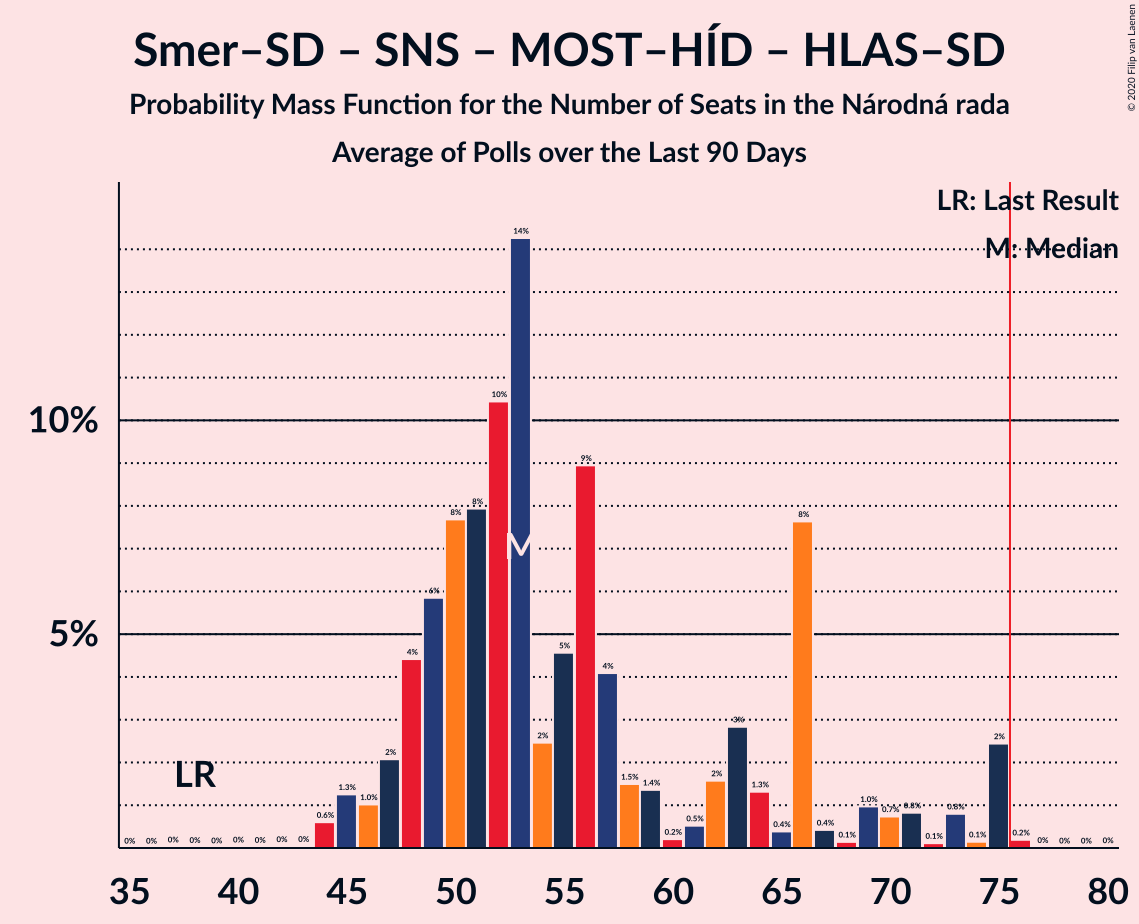 Smer–SD – SNS – MOST–HÍD – HLAS–SD
Probability Mass Function for the Number of Seats in the Národná rada
Average of Polls over the Last 90 Days
© 2020 Filip van Laenen
LR: Last Result
M: Median
10%
5%
LR
M
0% 0% 0% 0% 0% 0% 0% 0% 0% 0.6% 1.3% 1.0% 2% 4% 6% 8% 8% 10% 14% 2% 5% 9% 4% 1.5% 1.4% 0.2% 0.5% 2% 3% 1.3% 0.4% 8% 0.4% 0.1% 1.0% 0.7% 0.8% 0.1% 0.8% 0.1% 2% 0.2% 0% 0% 0% 0%
35 40 45 50 55 60 65 70 75 80